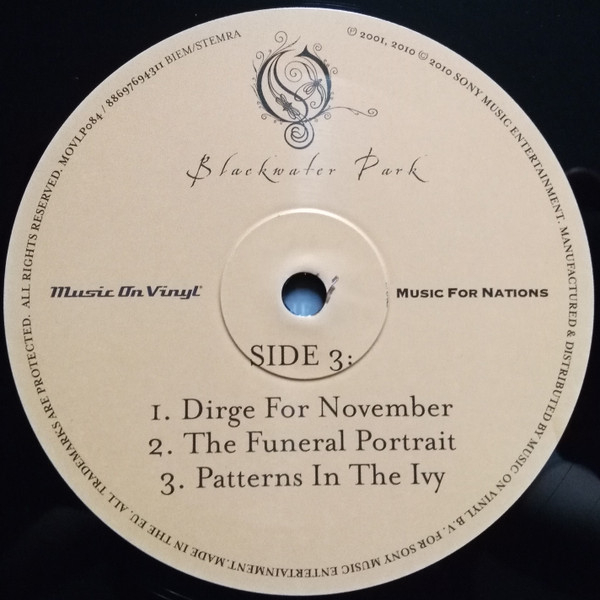 ℗ 2001, 2010 © 2010 SONY MUSIC ENTERTAINMENT. MANUFACTURED & DISTRIBUTED BY MUSIC ON VINYL B.V. FOR SONY MUSIC ENTERTAINMENT. MADE IN THE EU. ALL TRADEMARKS ARE PROTECTED. ALL RIGHTS RESERVED. MOVLP084 / 88697694311 BIEM/STEMRA
Blackwater Park
Music On Vinyl®
MUSIC FOR NATIONS
SIDE 3:
1. Dirge For November
2. The Funeral Portrait
3. Patterns In The Ivy